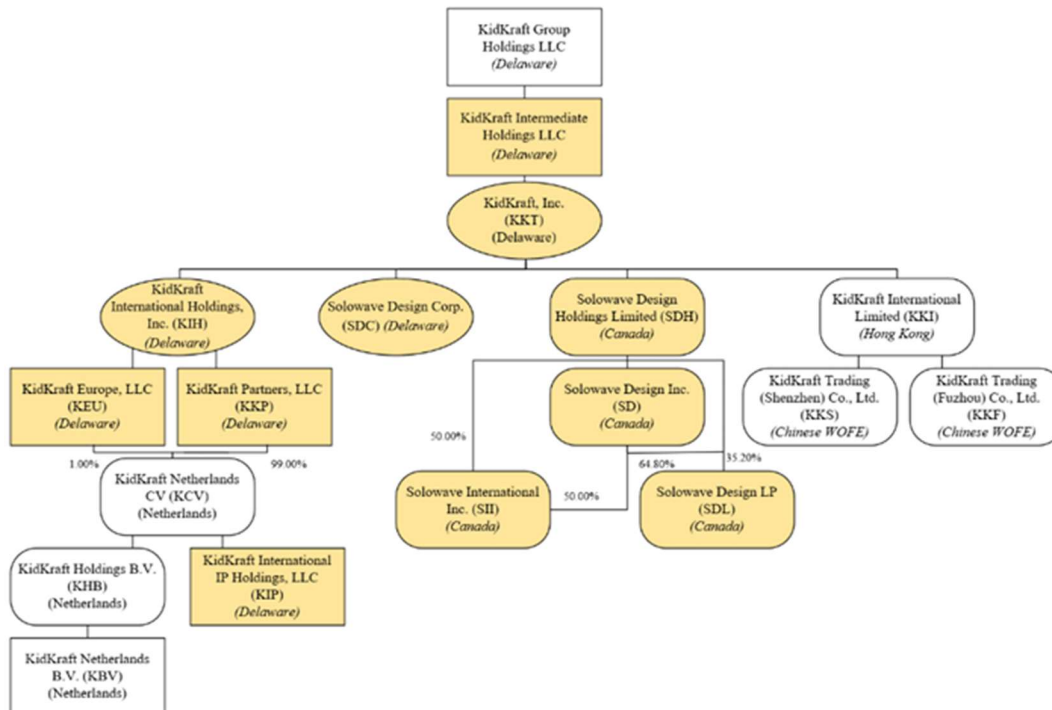 KidKraft Group
Holdings LLC
(Delaware)
KidKraft Intermediate
Holdings LLC
(Delaware)
KidKraft, Inc.
(KKT)
(Delaware)
KidKraft
International Holdings,
Inc. (KIH)
(Delaware)
Solowave Design Corp.
(SDC) (Delaware)
Solowave Design
Holdings Limited (SDH)
(Canada)
KidKraft International
Limited (KKI)
(Hong Kong)
KidKraft Europe, LLC
(KEU)
(Delaware)
KidKraft Partners, LLC
(KKP)
(Delaware)
Solowave Design Inc.
(SD)
(Canada)
KidKraft Trading
(Shenzhen) Co., Ltd.
(KKS)
(Chinese WOFE)
KidKraft Trading
(Fuzhou) Co., Ltd.
(KKF)
(Chinese WOFE)
1.00%
99.00%
50.00%
64.80%
35.20%
KidKraft Netherlands
CV (KCV)
(Netherlands)
Solowave International
Inc. (SII)
(Canada)
50.00%
Solowave Design LP
(SDL)
(Canada)
KidKraft Holdings B.V.
(KHB)
(Netherlands)
KidKraft International
IP Holdings, LLC
(KIP)
(Delaware)
KidKraft Netherlands
B.V. (KBV)
(Netherlands)